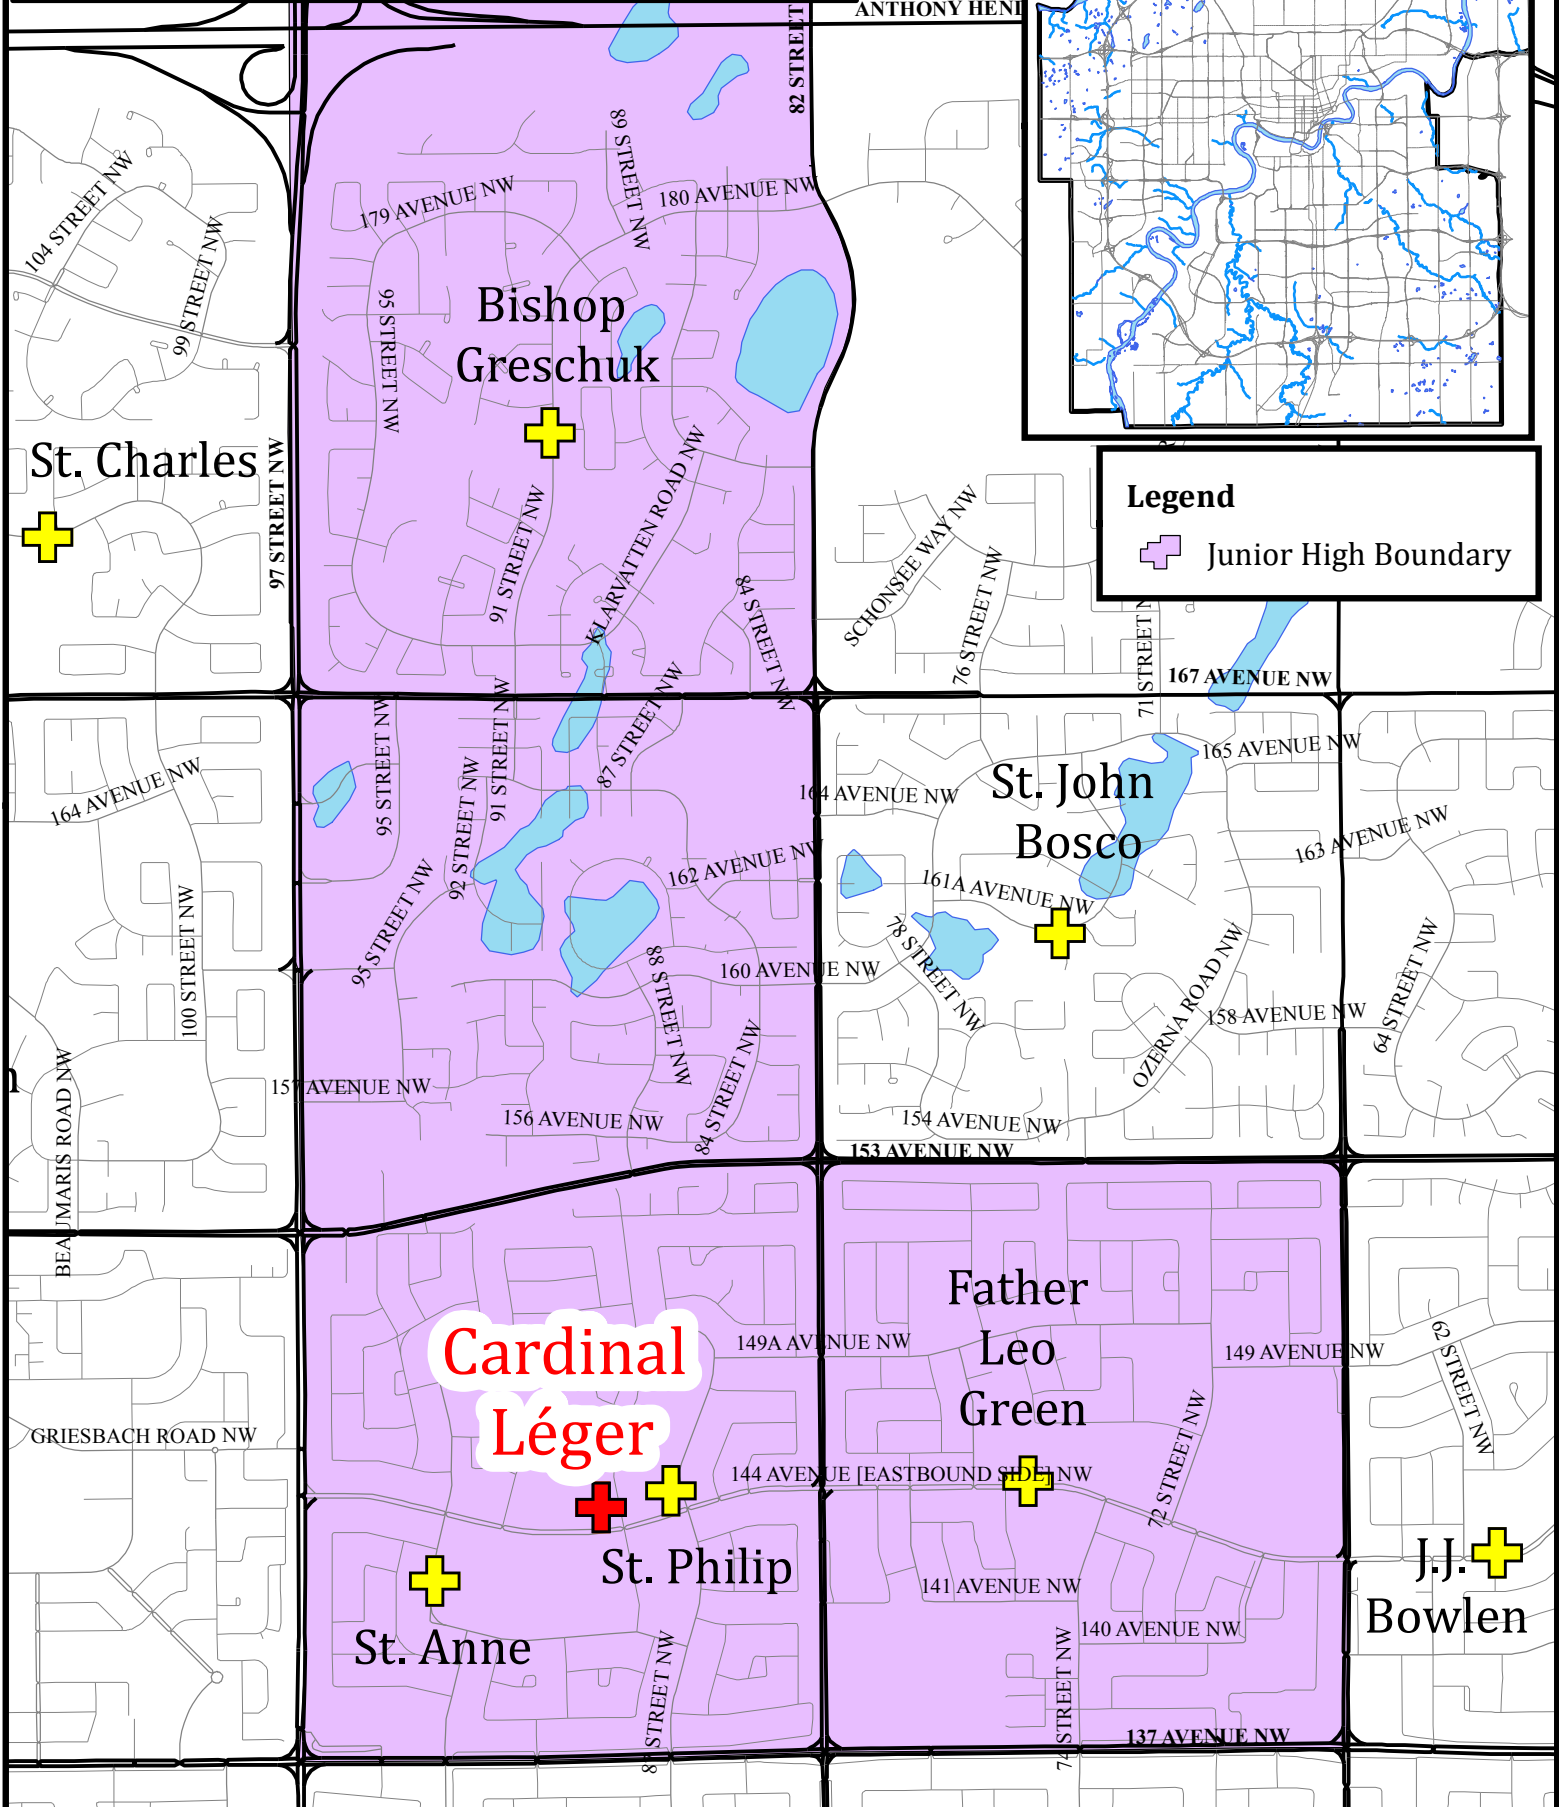 ANTHONY HEND
82 STREET
89 STREET NW
104 STREET NW
179 AVENUE NW
180 AVENUE NW
99 STREET NW
95 STREET NW
Bishop
Greschuk
St. Charles
97 STREET NW
91 STREET NW
KLARVATTEN ROAD NW
84 STREET NW
SCHONSEE WAY NW
76 STREET NW
Legend
Junior High Boundary
71 STREET N
167 AVENUE NW
87 STREET NW
95 STREET NW
91 STREET NW
92 STREET NW
164 AVENUE NW
164 AVENUE NW
165 AVENUE NW
St. John
Bosco
163 AVENUE NW
162 AVENUE NW
161A AVENUE NW
95 STREET NW
100 STREET NW
78 STREET NW
88 STREET NW
160 AVENUE NW
OZERNA ROAD NW
158 AVENUE NW
64 STREET NW
84 STREET NW
n
BEAUMARIS ROAD NW
157 AVENUE NW
156 AVENUE NW
154 AVENUE NW
153 AVENUE NW
Father
Leo
Green
Cardinal
Léger
149A AVENUE NW
149 AVENUE NW
62 STREET NW
GRIESBACH ROAD NW
72 STREET NW
144 AVENUE [EASTBOUND SIDE] NW
St. Philip
J.J.
Bowlen
141 AVENUE NW
140 AVENUE NW
St. Anne
STREET NW
74 STREET NW
137 AVENUE NW